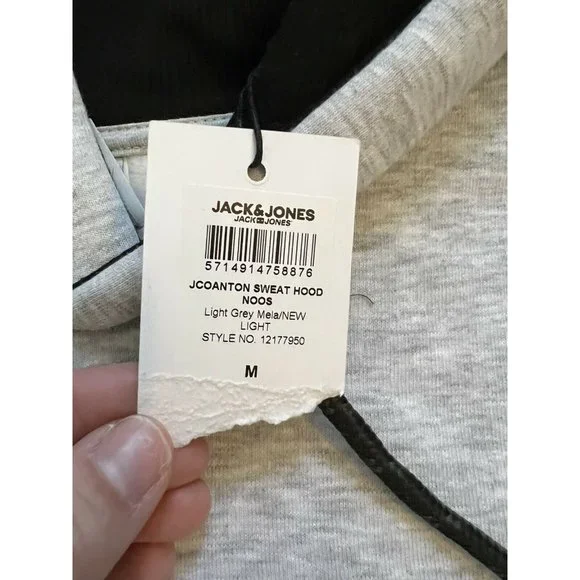 JACK&JONES
JACK&JONES
5714914758876
JCOANTON SWEAT HOOD
NOOS
Light Grey Mela/NEW
LIGHT
STYLE NO. 12177950
M